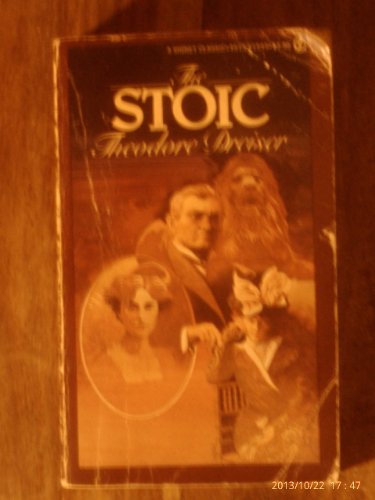 The
STOIC
Theodore Dreiser
2013/10/22 17:47